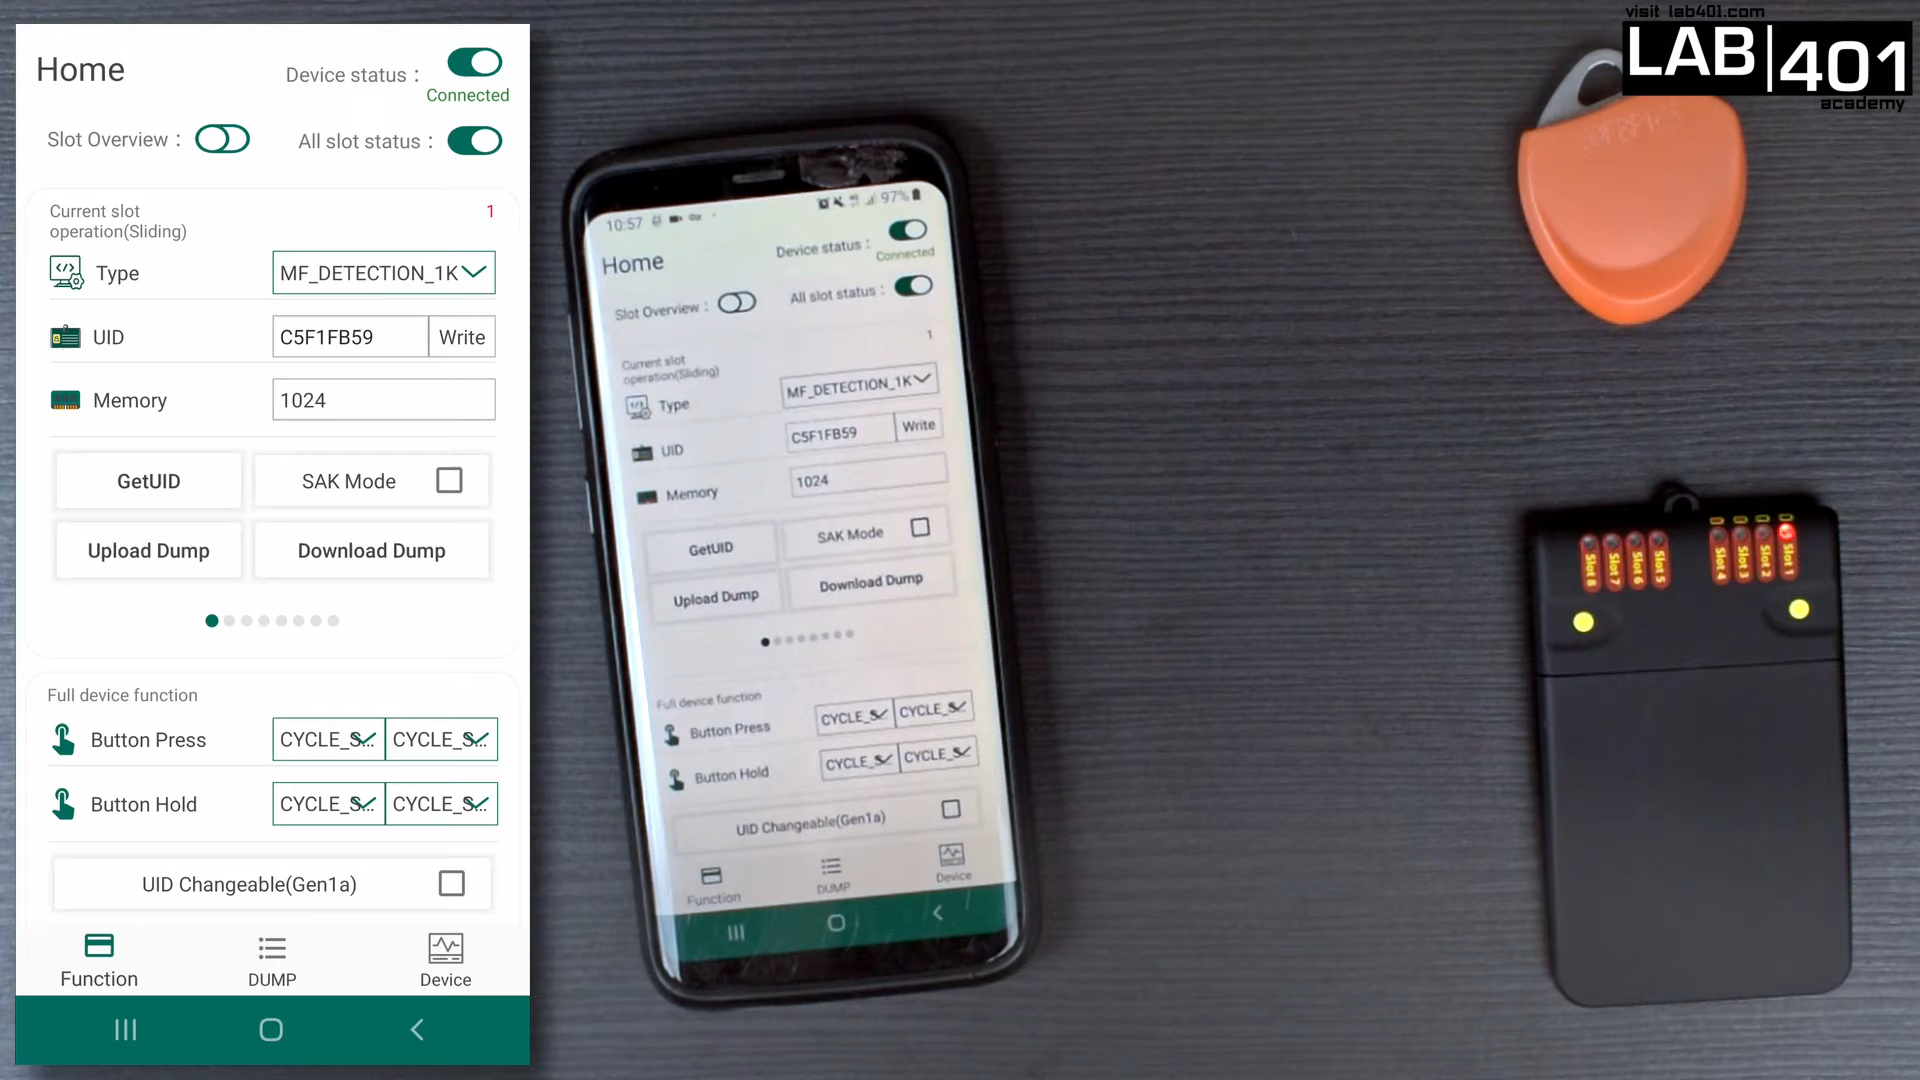 Home
Device status :
Connected
Slot Overview :
All slot status :
Current slot
operation(Sliding)
1
Type
MF_DETECTION_1K
UID
C5F1FB59
Write
Memory
1024
GetUID
SAK Mode
Upload Dump
Download Dump
Full device function
Button Press
CYCLE_S...
CYCLE_S...
Button Hold
CYCLE_S...
CYCLE_S...
UID Changeable(Gen1a)
Function
DUMP
Device
10:57
97%
Home
Device status :
Connected
Slot Overview :
All slot status :
1
Current slot
operation(Sliding)
Type
MF_DETECTION_1K
UID
C5F1FB59
Write
Memory
1024
GetUID
SAK Mode
Upload Dump
Download Dump
Full device function
Button Press
CYCLE_S
CYCLE_S
Button Hold
CYCLE_S
CYCLE_S
UID Changeable(Gen1a)
Function
DUMP
Device
visit lab401.com
LAB|401
academy
Slot 8
Slot 7
Slot 6
Slot 5
Slot 4
Slot 3
Slot 2
Slot 1